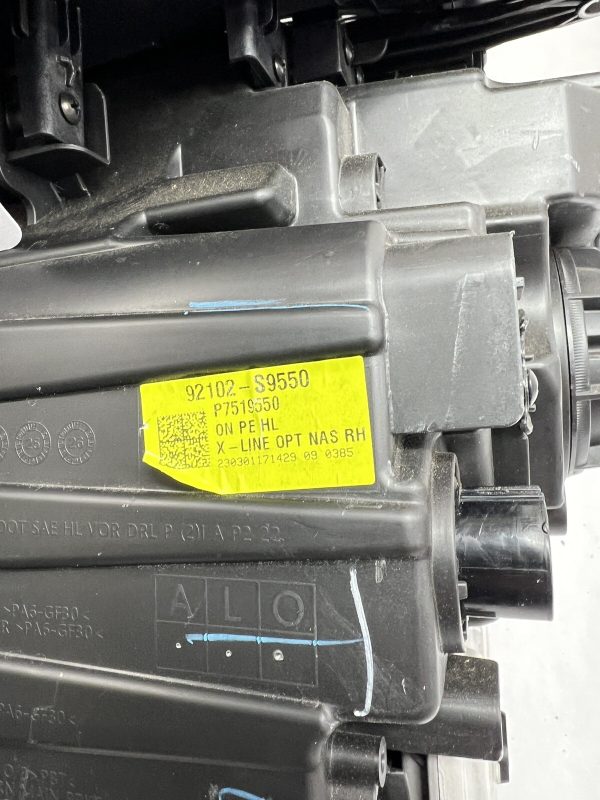 92102-S9550
P7519550
ON PE HL
X-LINE OPT NAS RH
230301171429 09 0385
DOT SAE HL VOR DRL P (2)I A P2 22
A L O
>PA6-GF30<
>PA6-GF30<
PA6-GF30<